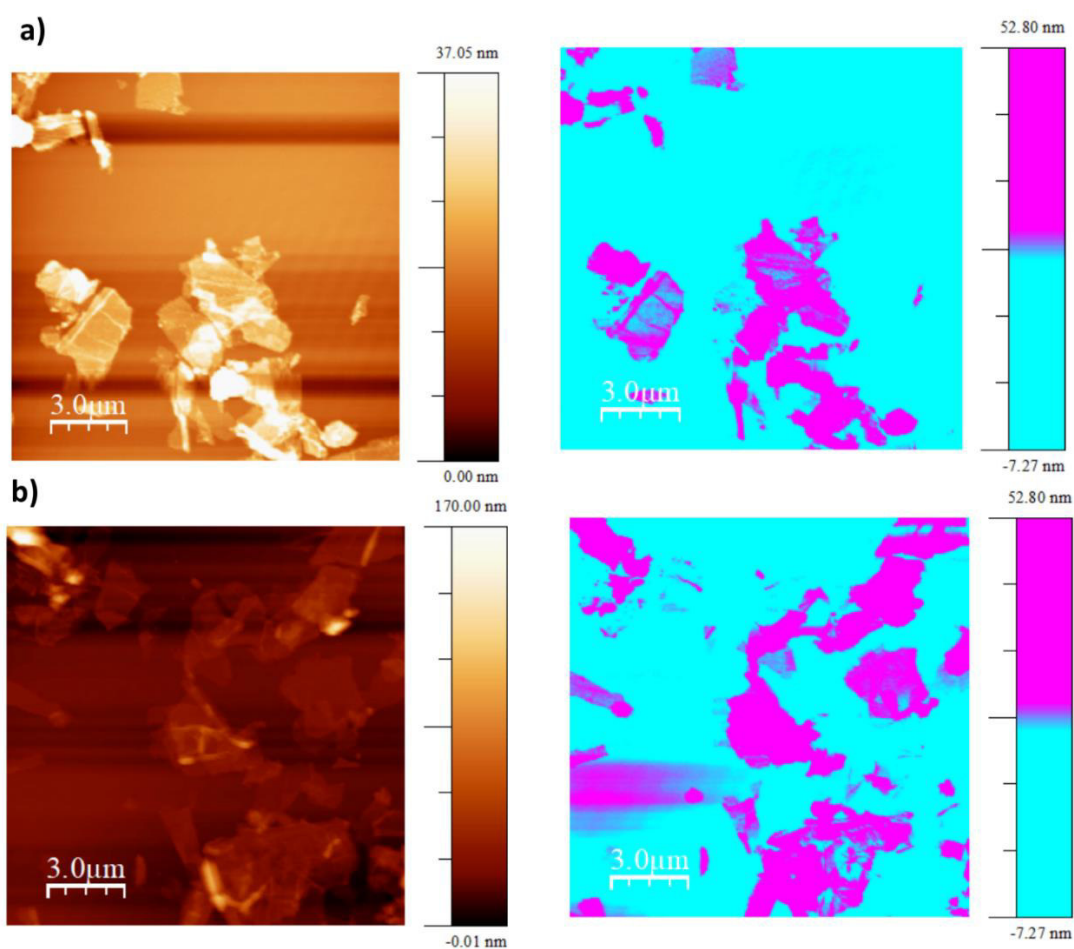 a)
37.05 nm
52.80 nm
3.0μm
3.0μm
0.00 nm
-7.27 nm
b)
170.00 nm
52.80 nm
3.0μm
3.0μm
-0.01 nm
-7.27 nm